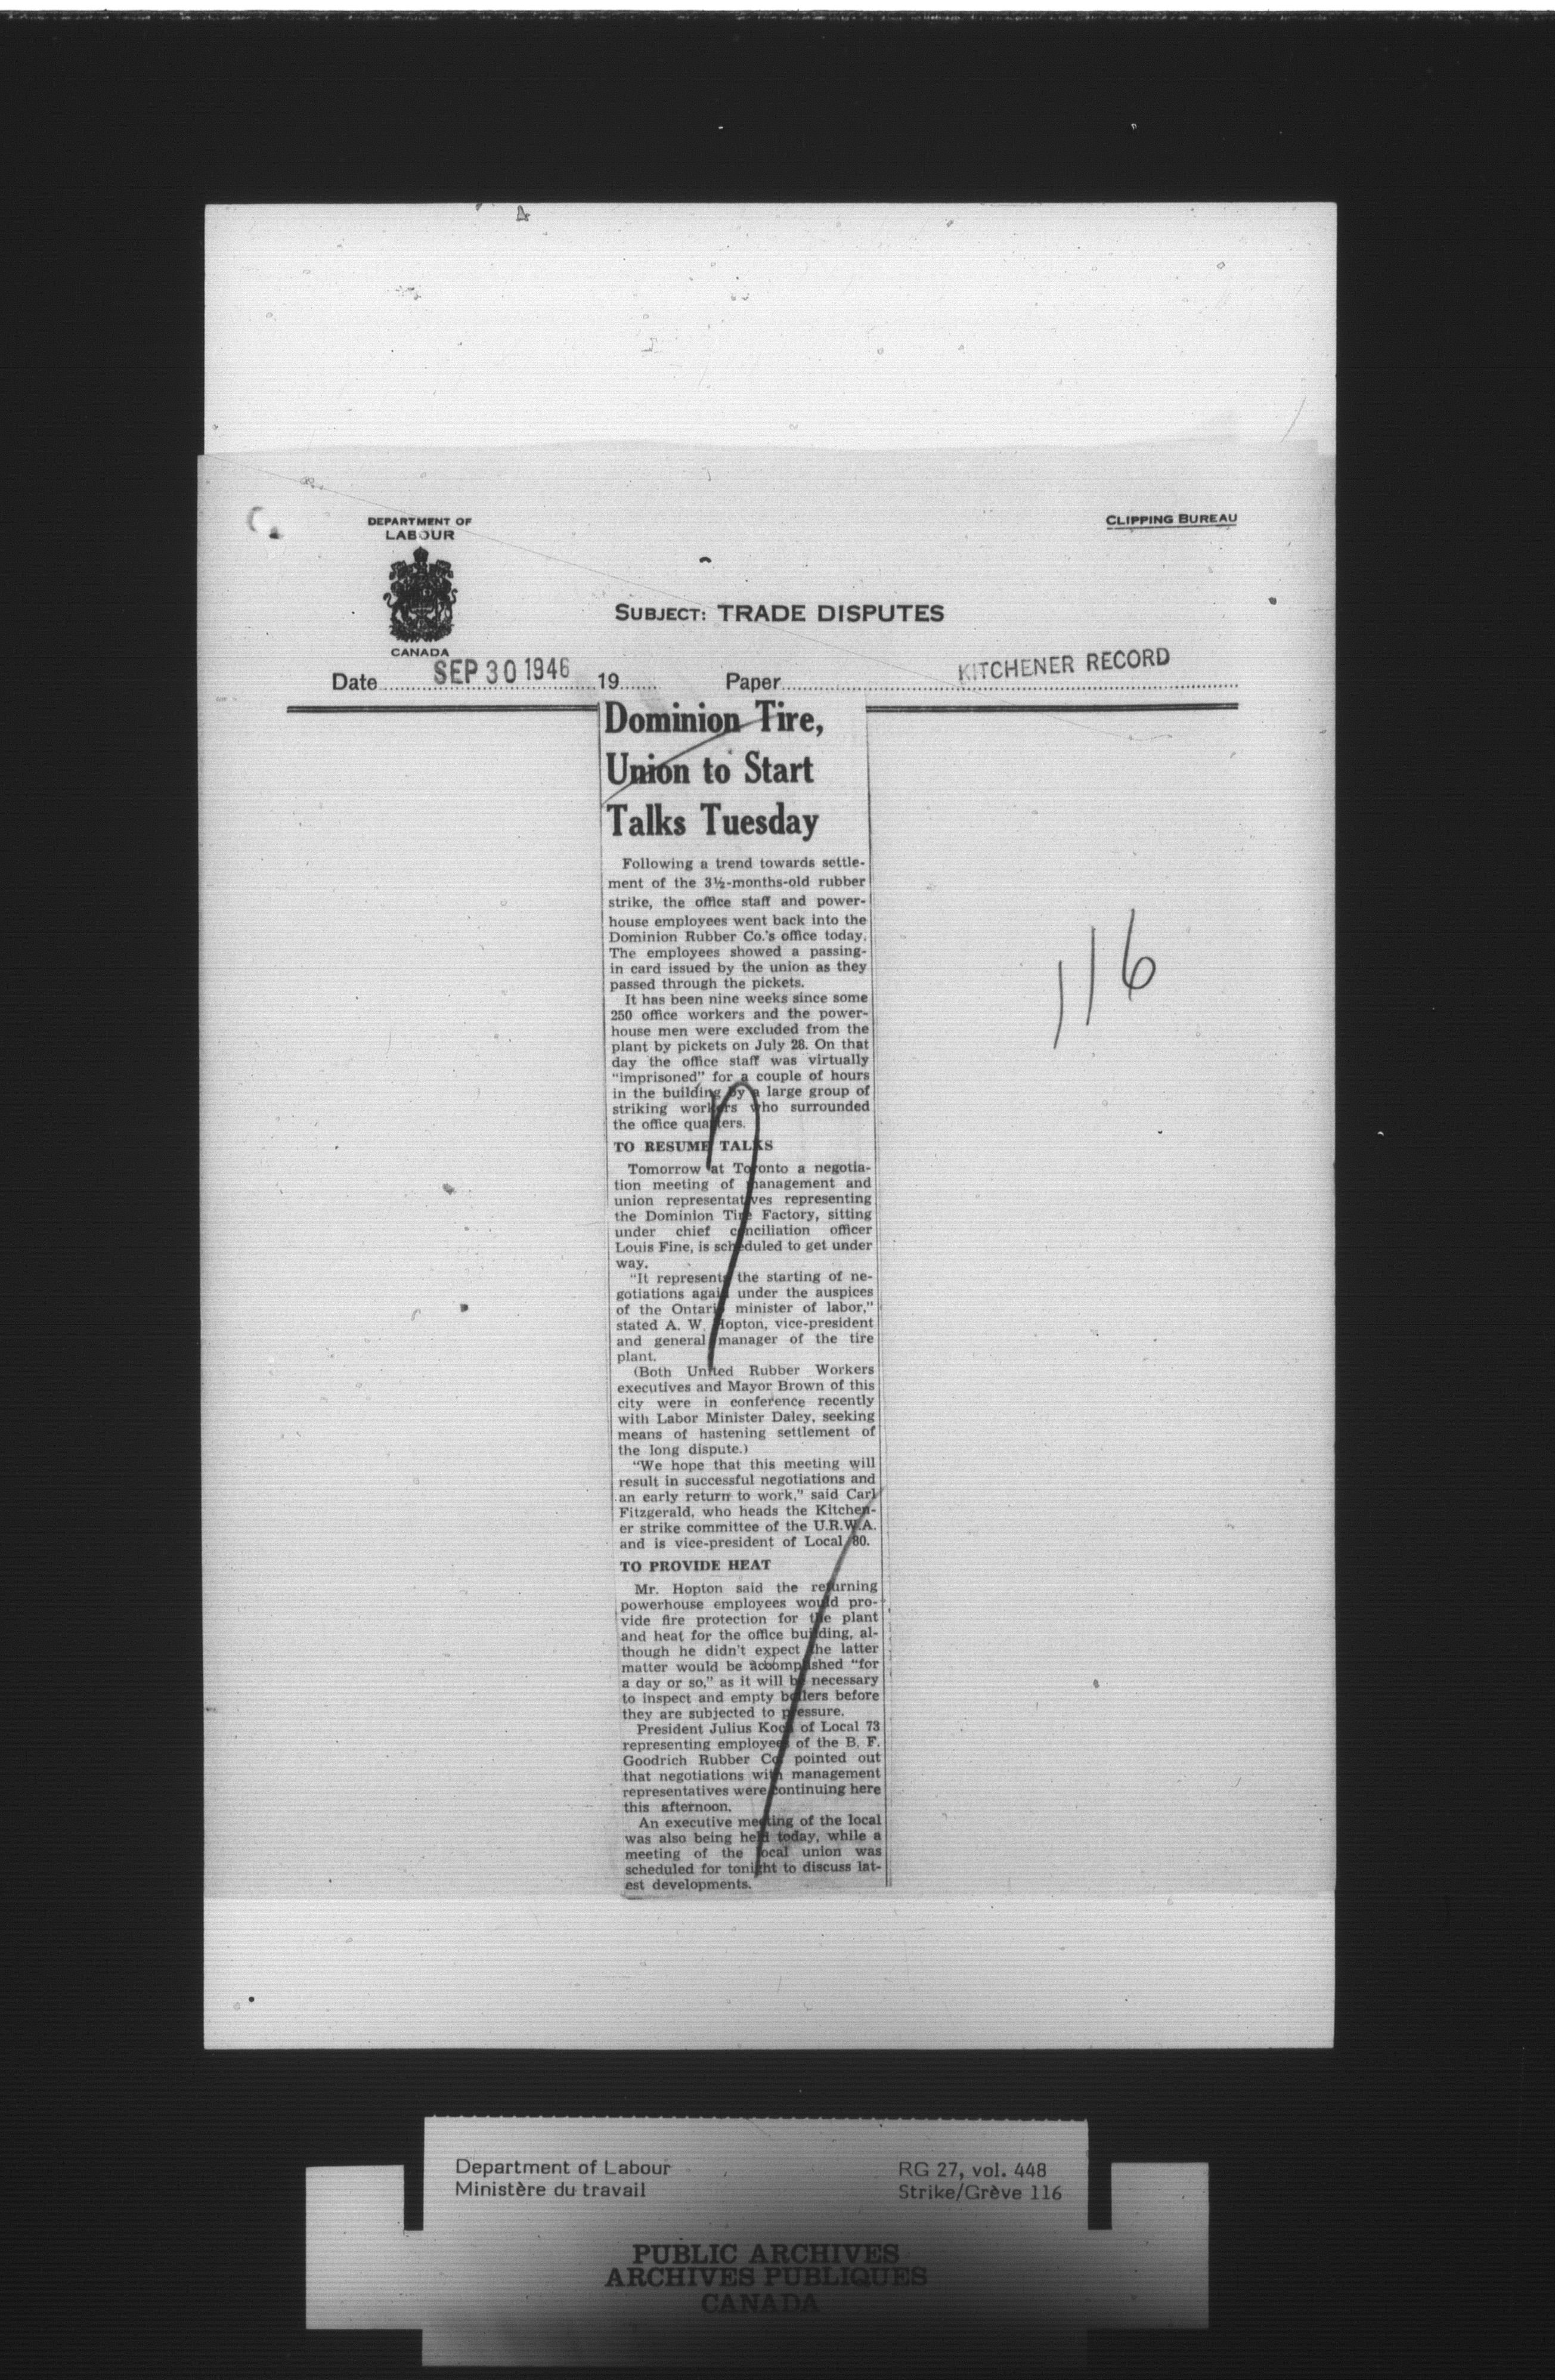 DEPARTMENT OF
LABOUR
CANADA
CLIPPING BUREAU
SUBJECT: TRADE DISPUTES
Date SEP 30 1946 19 Paper KITCHENER RECORD
Dominion Tire,
Union to Start
Talks Tuesday
Following a trend towards settle-
ment of the 3½-months-old rubber
strike, the office staff and power-
house employees went back into the
Dominion Rubber Co.'s office today.
The employees showed a passing-
in card issued by the union as they
passed through the pickets.
It has been nine weeks since some
250 office workers and the power-
house men were excluded from the
plant by pickets on July 28. On that
day the office staff was virtually
"imprisoned" for a couple of hours
in the building by a large group of
striking workers who surrounded
the office quarters.
TO RESUME TALKS
Tomorrow at Toronto a negotia-
tion meeting of management and
union representatives representing
the Dominion Tire Factory, sitting
under chief conciliation officer
Louis Fine, is scheduled to get under
way.
"It represents the starting of ne-
gotiations again under the auspices
of the Ontario minister of labor,"
stated A. W. Hopton, vice-president
and general manager of the tire
plant.
(Both United Rubber Workers
executives and Mayor Brown of this
city were in conference recently
with Labor Minister Daley, seeking
means of hastening settlement of
the long dispute.)
"We hope that this meeting will
result in successful negotiations and
an early return to work," said Carl
Fitzgerald, who heads the Kitchen-
er strike committee of the U.R.W.A.
and is vice-president of Local 80.
TO PROVIDE HEAT
Mr. Hopton said the returning
powerhouse employees would pro-
vide fire protection for the plant
and heat for the office building, al-
though he didn't expect the latter
matter would be accomplished "for
a day or so," as it will be necessary
to inspect and empty boilers before
they are subjected to pressure.
President Julius Koch of Local 73
representing employees of the B. F.
Goodrich Rubber Co. pointed out
that negotiations with management
representatives were continuing here
this afternoon.
An executive meeting of the local
was also being held today, while a
meeting of the local union was
scheduled for tonight to discuss lat-
est developments.
116
Department of Labour
Ministère du travail
RG 27, vol. 448
Strike/Grève 116
PUBLIC ARCHIVES
ARCHIVES PUBLIQUES
CANADA